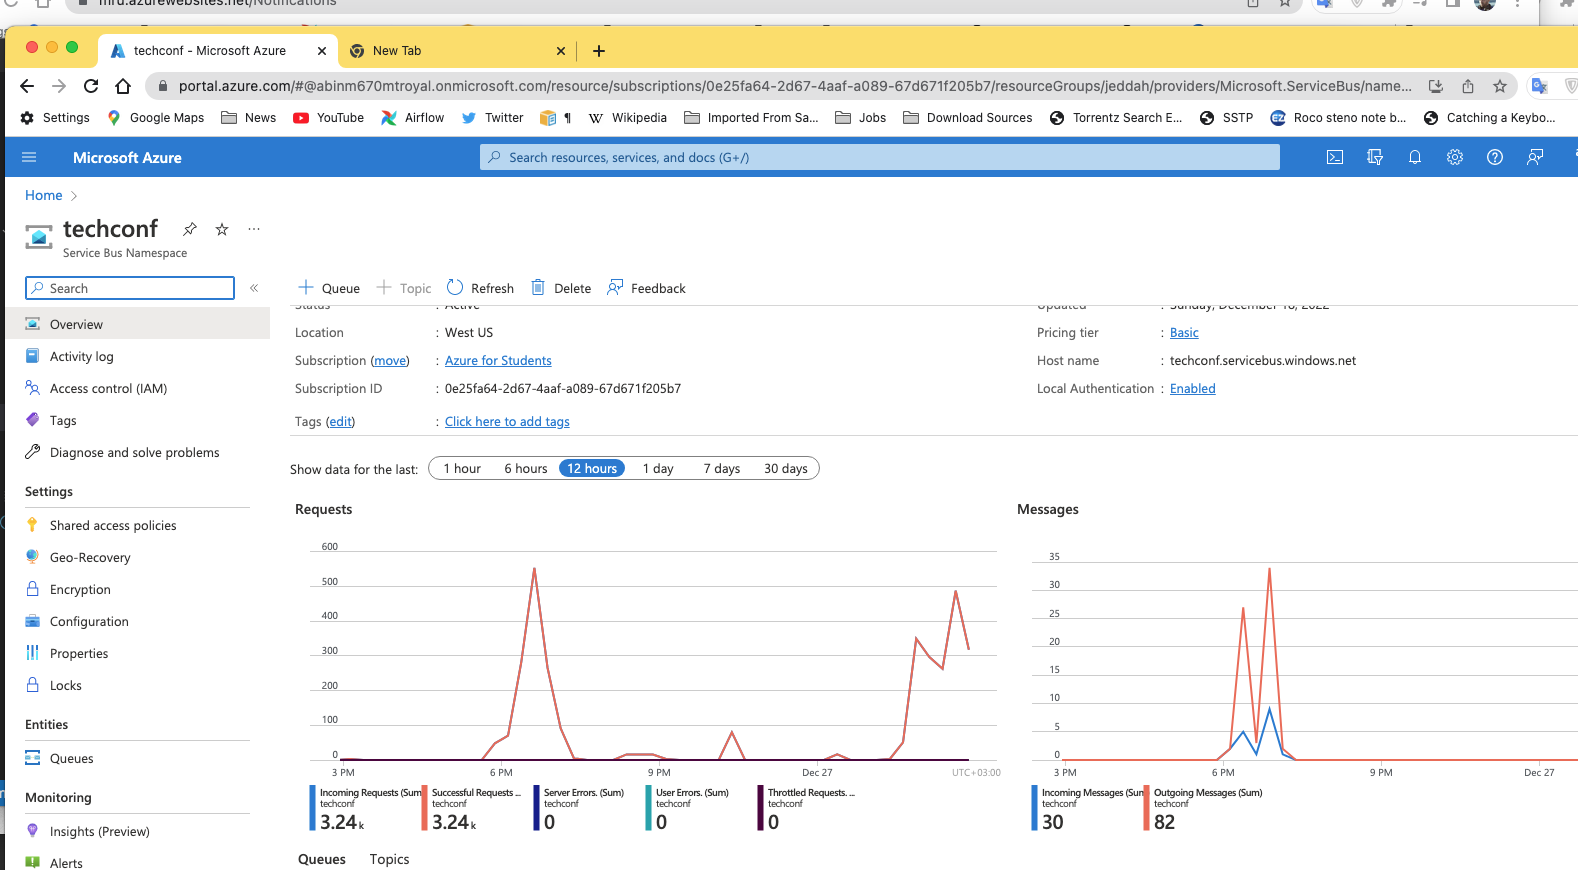 mru.azurewebsites.net/Notifications
techconf - Microsoft Azure
New Tab
portal.azure.com/#@abinm670mtroyal.onmicrosoft.com/resource/subscriptions/0e25fa64-2d67-4aaf-a089-67d671f205b7/resourceGroups/jeddah/providers/Microsoft.ServiceBus/name...
Settings Google Maps News YouTube Airflow Twitter ¶ Wikipedia Imported From Sa... Jobs Download Sources Torrentz Search E... SSTP Roco steno note b... Catching a Keybo...
Microsoft Azure
Search resources, services, and docs (G+/)
Home
techconf
Service Bus Namespace
Search
Overview
Activity log
Access control (IAM)
Tags
Diagnose and solve problems
Settings
Shared access policies
Geo-Recovery
Encryption
Configuration
Properties
Locks
Entities
Queues
Monitoring
Insights (Preview)
Alerts
Queue Topic Refresh Delete Feedback
Status : Active
Location : West US
Subscription (move) : Azure for Students
Subscription ID : 0e25fa64-2d67-4aaf-a089-67d671f205b7
Tags (edit) : Click here to add tags
Updated : Sunday, December 18, 2022
Pricing tier : Basic
Host name : techconf.servicebus.windows.net
Local Authentication : Enabled
Show data for the last: 1 hour 6 hours 12 hours 1 day 7 days 30 days
Requests
600
500
400
300
200
100
0
3 PM 6 PM 9 PM Dec 27 UTC+03:00
Incoming Requests (Sum)
techconf
3.24 k
Successful Requests ...
techconf
3.24 k
Server Errors. (Sum)
techconf
0
User Errors. (Sum)
techconf
0
Throttled Requests. ...
techconf
0
Messages
35
30
25
20
15
10
5
0
3 PM 6 PM 9 PM Dec 27
Incoming Messages (Sum)
techconf
30
Outgoing Messages (Sum)
techconf
82
Queues Topics